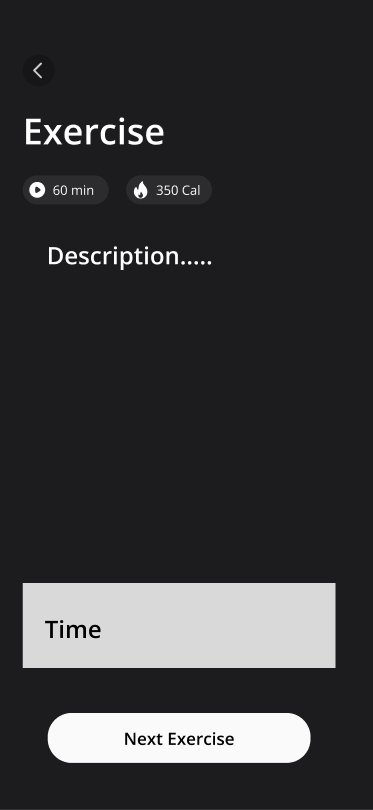 Exercise
60 min
350 Cal
Description.....
Time
Next Exercise